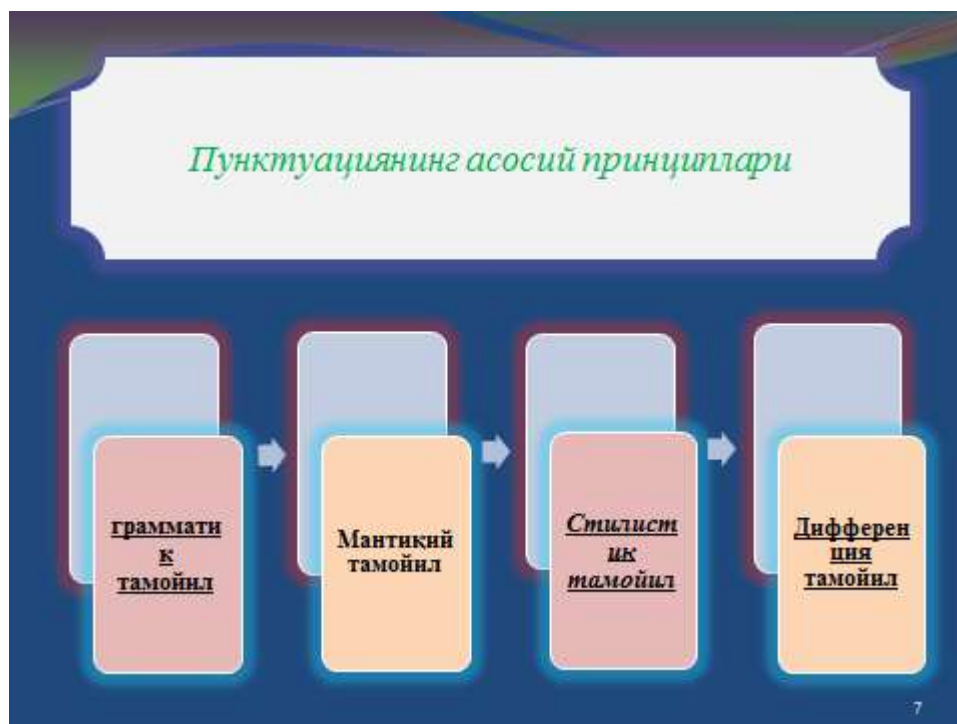 Пунктуациянинг асосий принциплари
граммати
к
тамойил
Мантиқий
тамойил
Стилист
ик
тамойил
Дифферен
ция
тамойил
7